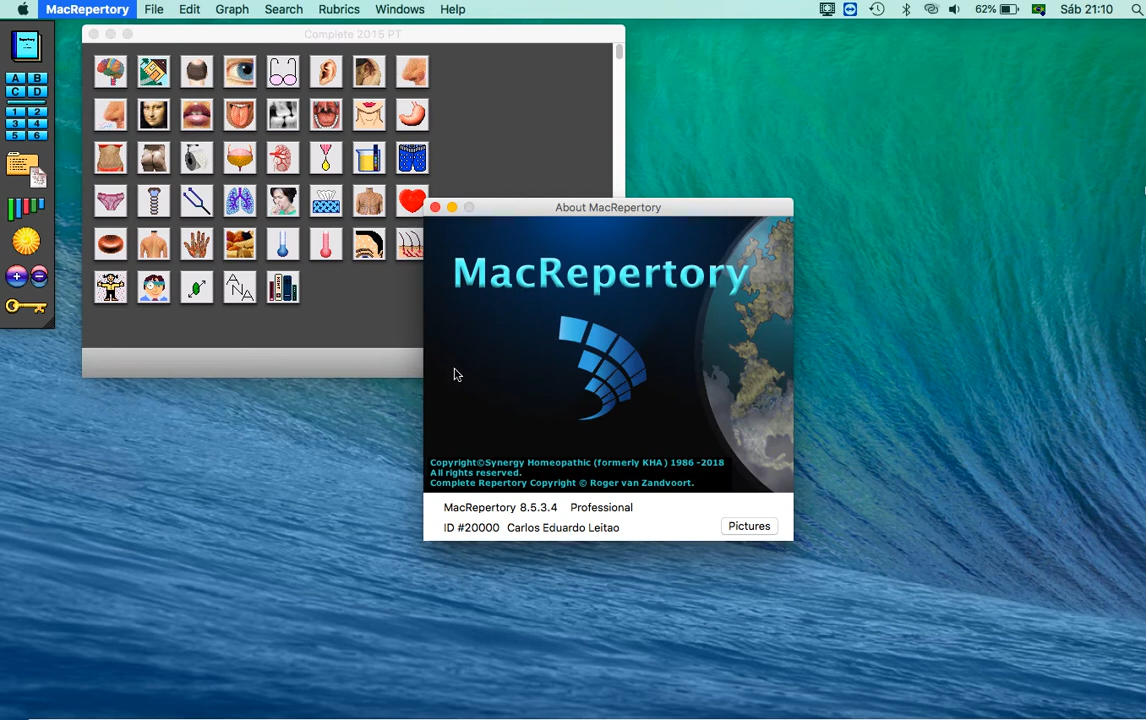 MacRepertory File Edit Graph Search Rubrics Windows Help 62% Sáb 21:10
Repertory
A B
C D
1 2
3 4
5 6
Complete 2015 PT
A
N
A
About MacRepertory
MacRepertory
Copyright©Synergy Homeopathic (formerly KHA) 1986 -2018
All rights reserved.
Complete Repertory Copyright © Roger van Zandvoort.
MacRepertory 8.5.3.4 Professional
ID #20000 Carlos Eduardo Leitao
Pictures